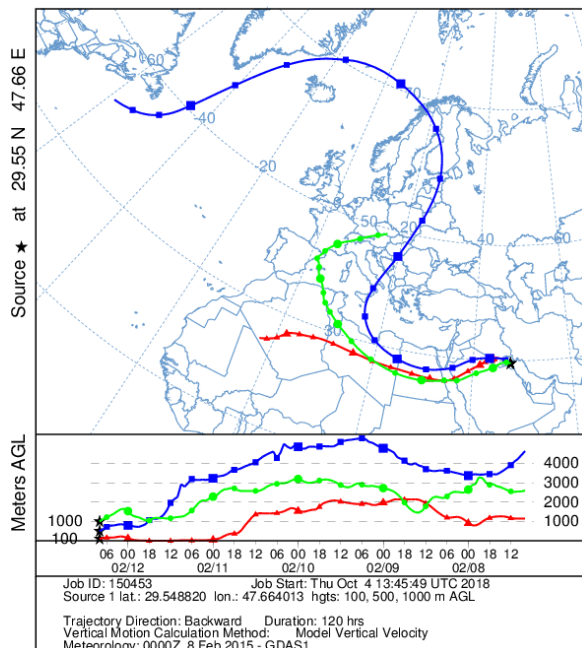 Source ★ at 29.55 N 47.66 E
60
-40
-20
50
20
40
60
30
Meters AGL
4000
3000
2000
1000
1000
100
06 00 18 12 06 00 18 12 06 00 18 12 06 00 18 12 06 00 18 12
02/12 02/11 02/10 02/09 02/08
Job ID: 150453 Job Start: Thu Oct 4 13:45:49 UTC 2018
Source 1 lat.: 29.548820 lon.: 47.664013 hgts: 100, 500, 1000 m AGL
Trajectory Direction: Backward Duration: 120 hrs
Vertical Motion Calculation Method: Model Vertical Velocity
Meteorology: 0000Z 8 Feb 2015 - GDAS1